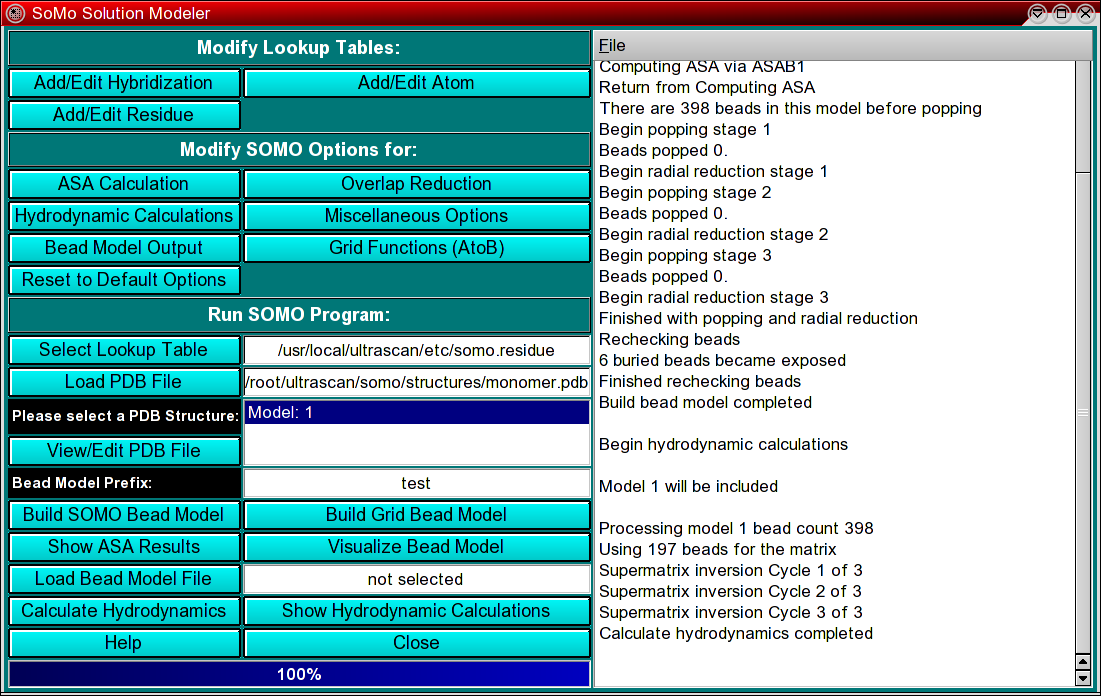 SoMo Solution Modeler
Modify Lookup Tables:
Add/Edit Hybridization
Add/Edit Atom
Add/Edit Residue
Modify SOMO Options for:
ASA Calculation
Overlap Reduction
Hydrodynamic Calculations
Miscellaneous Options
Bead Model Output
Grid Functions (AtoB)
Reset to Default Options
Run SOMO Program:
Select Lookup Table
/usr/local/ultrascan/etc/somo.residue
Load PDB File
/root/ultrascan/somo/structures/monomer.pdb
Please select a PDB Structure:
Model: 1
View/Edit PDB File
Bead Model Prefix:
test
Build SOMO Bead Model
Build Grid Bead Model
Show ASA Results
Visualize Bead Model
Load Bead Model File
not selected
Calculate Hydrodynamics
Show Hydrodynamic Calculations
Help
Close
100%
File
Computing ASA via ASAB1
Return from Computing ASA
There are 398 beads in this model before popping
Begin popping stage 1
Beads popped 0.
Begin radial reduction stage 1
Begin popping stage 2
Beads popped 0.
Begin radial reduction stage 2
Begin popping stage 3
Beads popped 0.
Begin radial reduction stage 3
Finished with popping and radial reduction
Rechecking beads
6 buried beads became exposed
Finished rechecking beads
Build bead model completed
Begin hydrodynamic calculations
Model 1 will be included
Processing model 1 bead count 398
Using 197 beads for the matrix
Supermatrix inversion Cycle 1 of 3
Supermatrix inversion Cycle 2 of 3
Supermatrix inversion Cycle 3 of 3
Calculate hydrodynamics completed